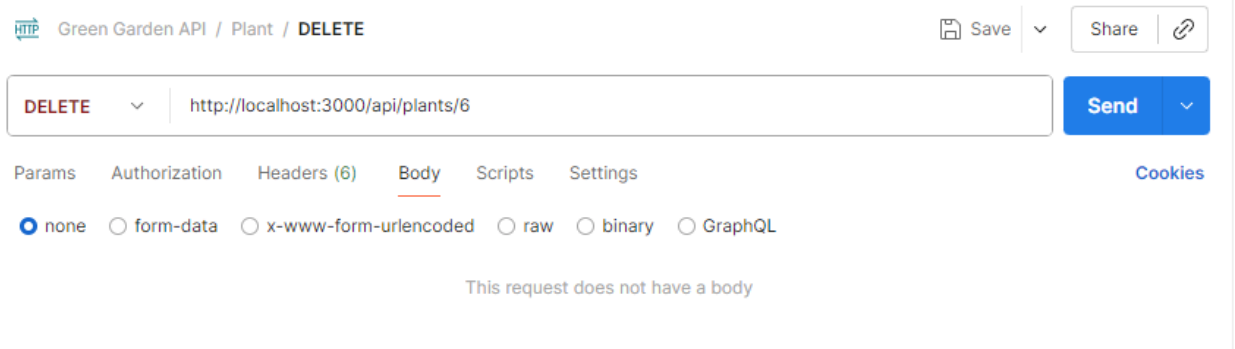 HTTP Green Garden API / Plant / DELETE Save Share
DELETE http://localhost:3000/api/plants/6 Send
Params Authorization Headers (6) Body Scripts Settings Cookies
none form-data x-www-form-urlencoded raw binary GraphQL
This request does not have a body